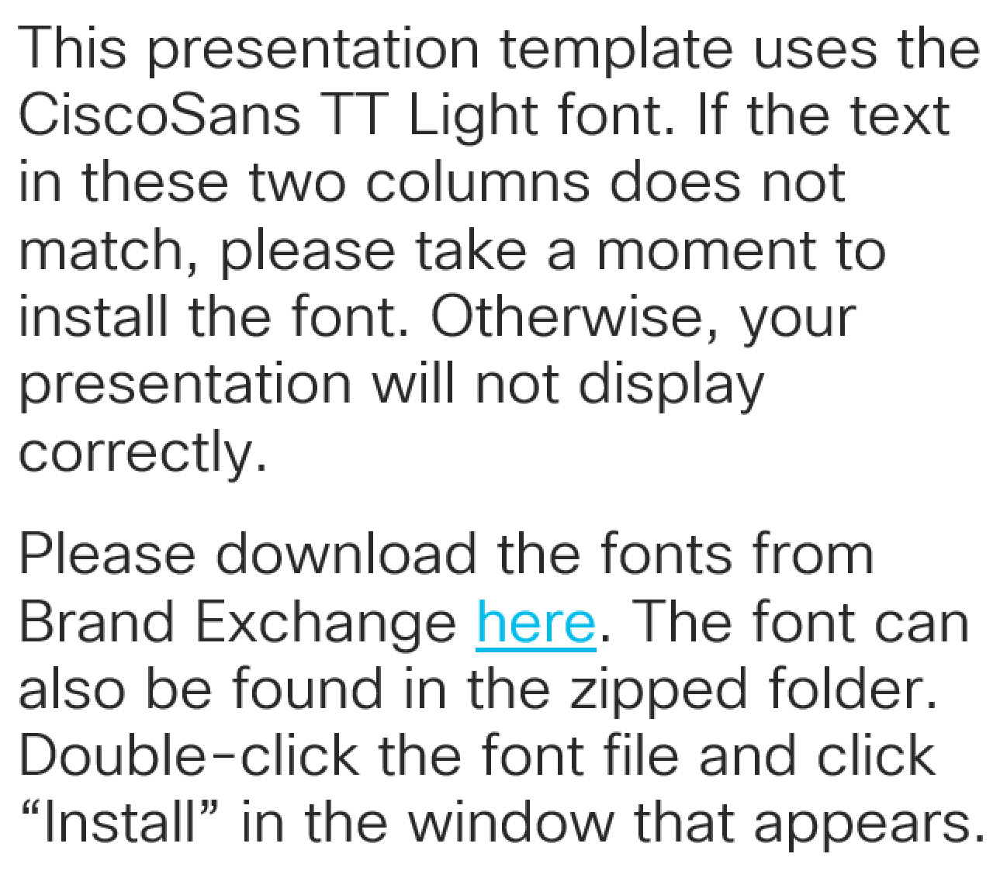 This presentation template uses the
CiscoSans TT Light font. If the text
in these two columns does not
match, please take a moment to
install the font. Otherwise, your
presentation will not display
correctly.
Please download the fonts from
Brand Exchange here. The font can
also be found in the zipped folder.
Double-click the font file and click
“Install” in the window that appears.